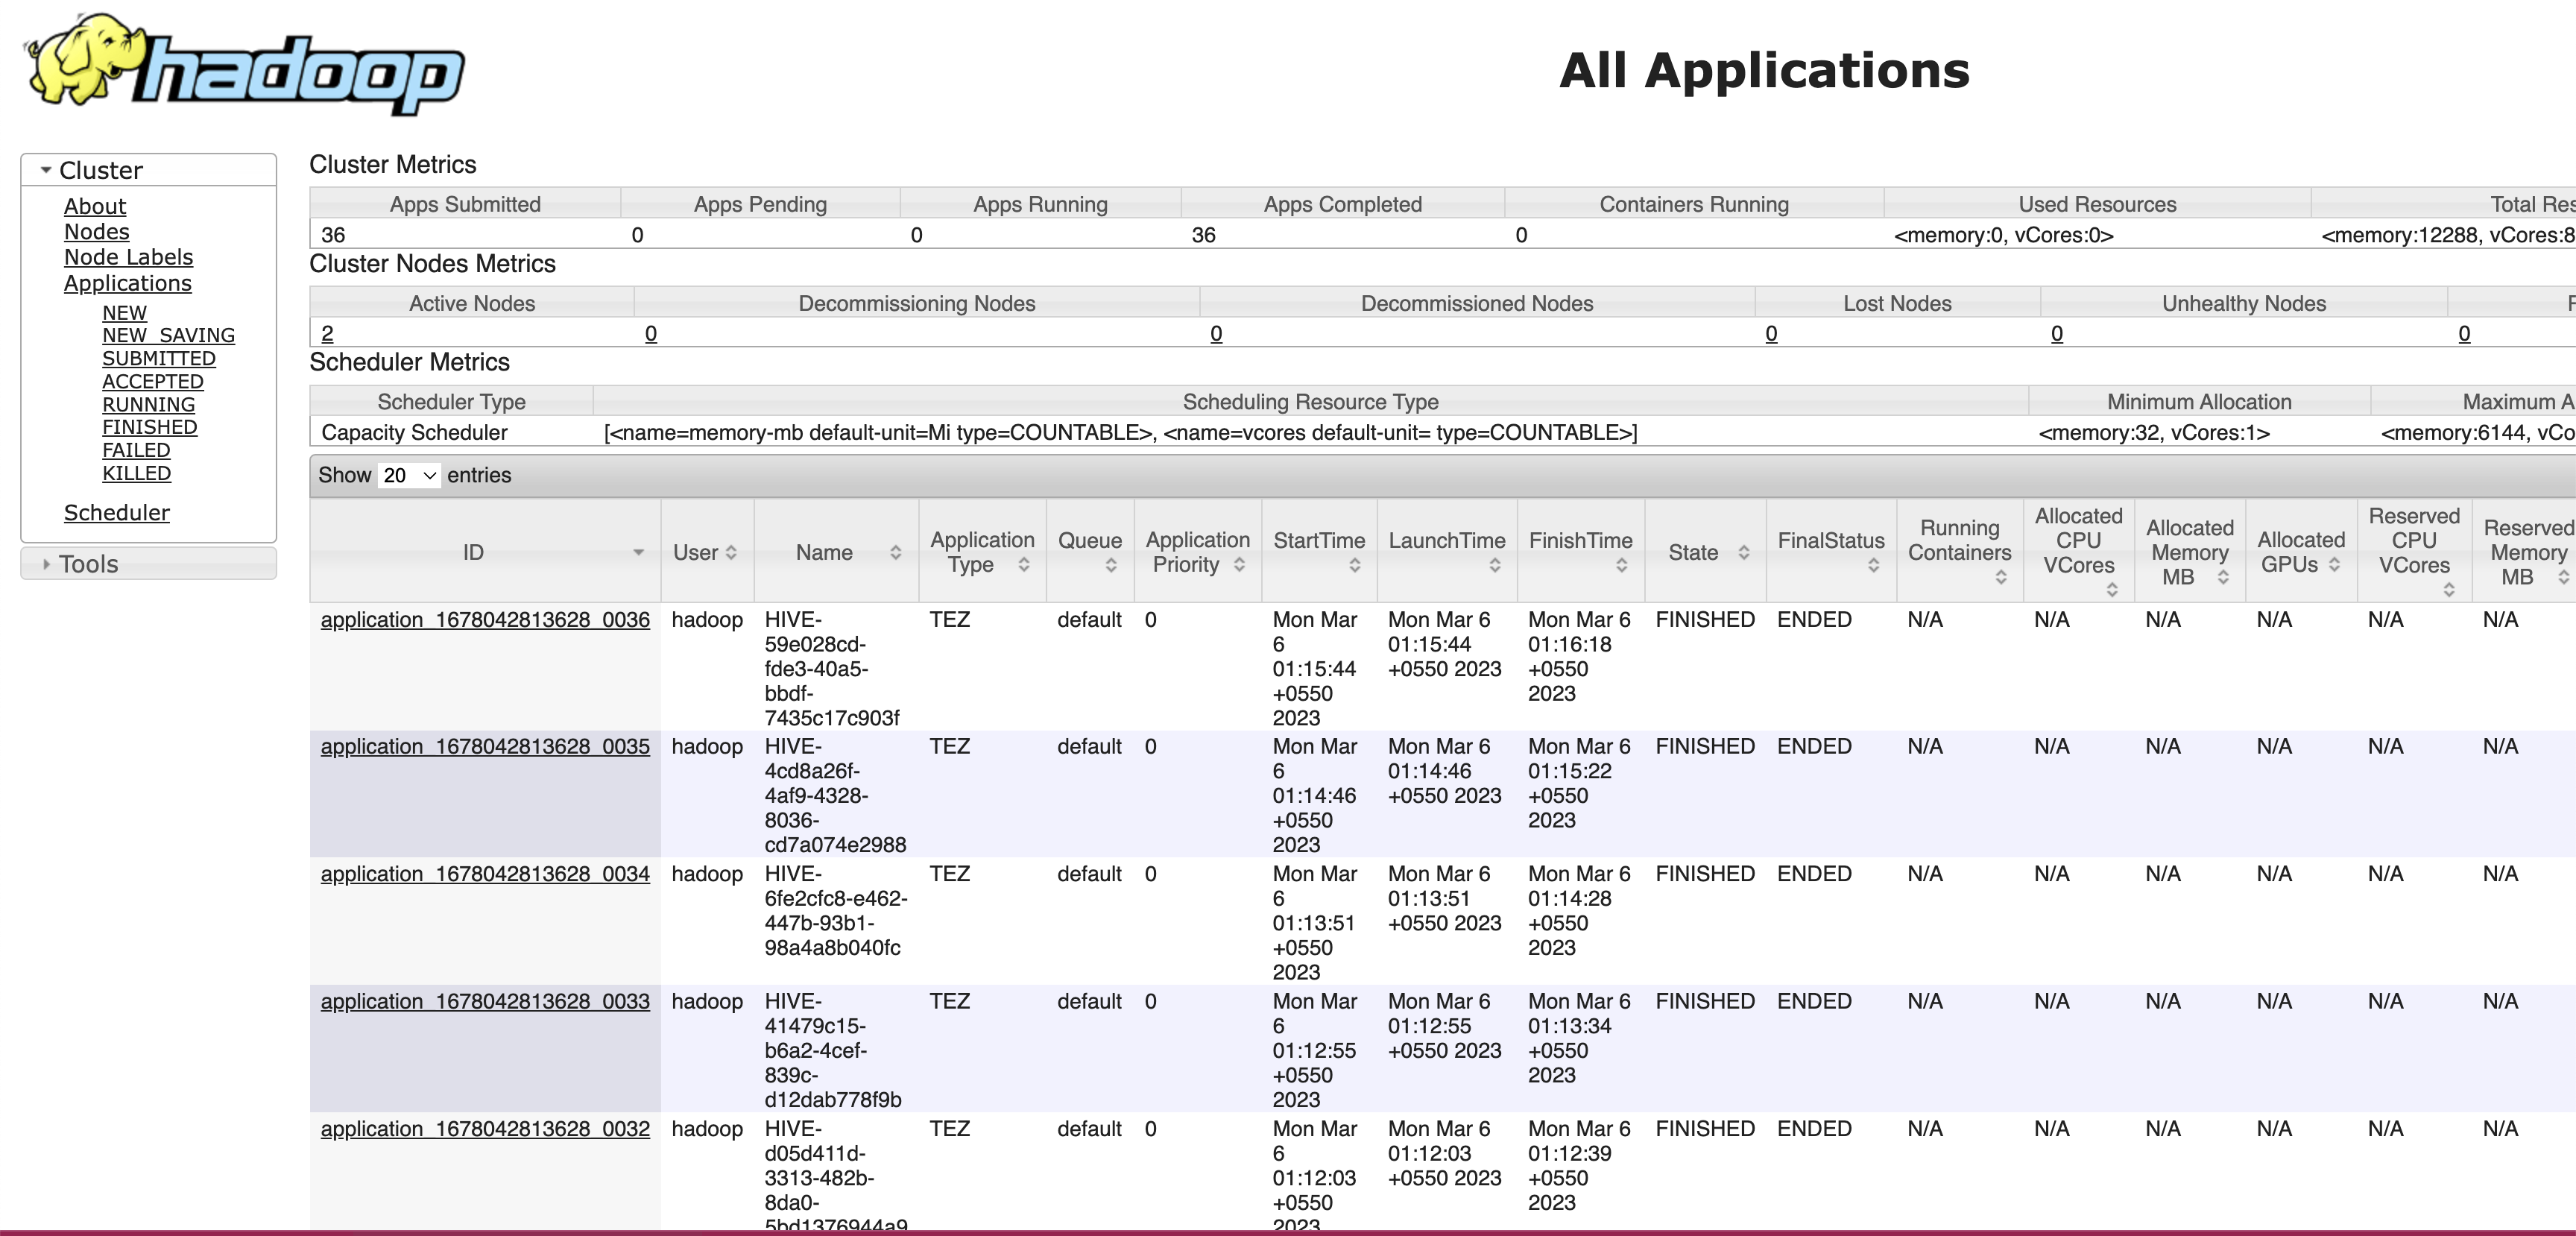 hadoop
All Applications
Cluster
About
Nodes
Node Labels
Applications
NEW
NEW_SAVING
SUBMITTED
ACCEPTED
RUNNING
FINISHED
FAILED
KILLED
Scheduler
Tools
Cluster Metrics
Apps Submitted Apps Pending Apps Running Apps Completed Containers Running Used Resources Total Res
36 0 0 36 0 <memory:0, vCores:0> <memory:12288, vCores:8
Cluster Nodes Metrics
Active Nodes Decommissioning Nodes Decommissioned Nodes Lost Nodes Unhealthy Nodes
2 0 0 0 0 0
Scheduler Metrics
Scheduler Type Scheduling Resource Type Minimum Allocation Maximum A
Capacity Scheduler [<name=memory-mb default-unit=Mi type=COUNTABLE>, <name=vcores default-unit= type=COUNTABLE>] <memory:32, vCores:1> <memory:6144, vCo
Show 20 entries
ID User Name Application Type Queue Application Priority StartTime LaunchTime FinishTime State FinalStatus Running Containers Allocated CPU VCores Allocated Memory MB Allocated GPUs Reserved CPU VCores Reserved Memory MB
application_1678042813628_0036 hadoop HIVE- TEZ default 0 Mon Mar Mon Mar 6 Mon Mar 6 FINISHED ENDED N/A N/A N/A N/A N/A N/A
59e028cd- 6 01:15:44 01:16:18
fde3-40a5- 01:15:44 +0550 2023 +0550
bbdf- +0550 2023
7435c17c903f 2023
application_1678042813628_0035 hadoop HIVE- TEZ default 0 Mon Mar Mon Mar 6 Mon Mar 6 FINISHED ENDED N/A N/A N/A N/A N/A N/A
4cd8a26f- 6 01:14:46 01:15:22
4af9-4328- 01:14:46 +0550 2023 +0550
8036- +0550 2023
cd7a074e2988 2023
application_1678042813628_0034 hadoop HIVE- TEZ default 0 Mon Mar Mon Mar 6 Mon Mar 6 FINISHED ENDED N/A N/A N/A N/A N/A N/A
6fe2cfc8-e462- 6 01:13:51 01:14:28
447b-93b1- 01:13:51 +0550 2023 +0550
98a4a8b040fc +0550 2023
2023
application_1678042813628_0033 hadoop HIVE- TEZ default 0 Mon Mar Mon Mar 6 Mon Mar 6 FINISHED ENDED N/A N/A N/A N/A N/A N/A
41479c15- 6 01:12:55 01:13:34
b6a2-4cef- 01:12:55 +0550 2023 +0550
839c- +0550 2023
d12dab778f9b 2023
application_1678042813628_0032 hadoop HIVE- TEZ default 0 Mon Mar Mon Mar 6 Mon Mar 6 FINISHED ENDED N/A N/A N/A N/A N/A N/A
d05d411d- 6 01:12:03 01:12:39
3313-482b- 01:12:03 +0550 2023 +0550
8da0- +0550 2023
5bd1376944a9 2023